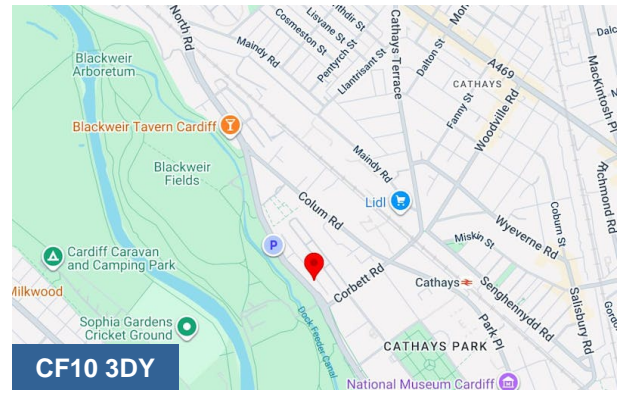 North Rd
Cosmeston St
Lisvane St
Pentyrch St
Llantrisant St
Maindy Rd
Cathays Terrace
Dalton St
A469
Blackweir
Arboretum
CATHAYS
Fanny St
Woodville Rd
MacKintosh Pl
Richmond Rd
Blackweir Tavern Cardiff
Blackweir
Fields
Maindy Rd
Lidl
Colum Rd
Wyeverne Rd
Coburn St
Miskin St
P
Cardiff Caravan
and Camping Park
Corbett Rd
Cathays
Senghennydd Rd
Salisbury Rd
Milkwood
Sophia Gardens
Cricket Ground
Dock Feeder Canal
Park Pl
CATHAYS PARK
National Museum Cardiff
CF10 3DY